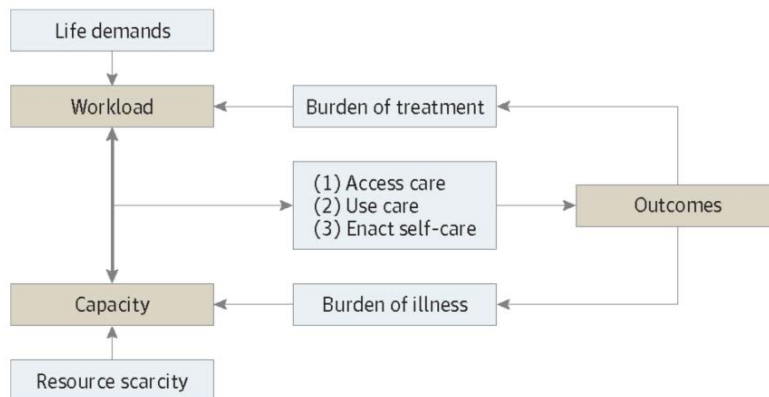 Life demands
Workload
Burden of treatment
(1) Access care
(2) Use care
(3) Enact self-care
Outcomes
Capacity
Burden of illness
Resource scarcity